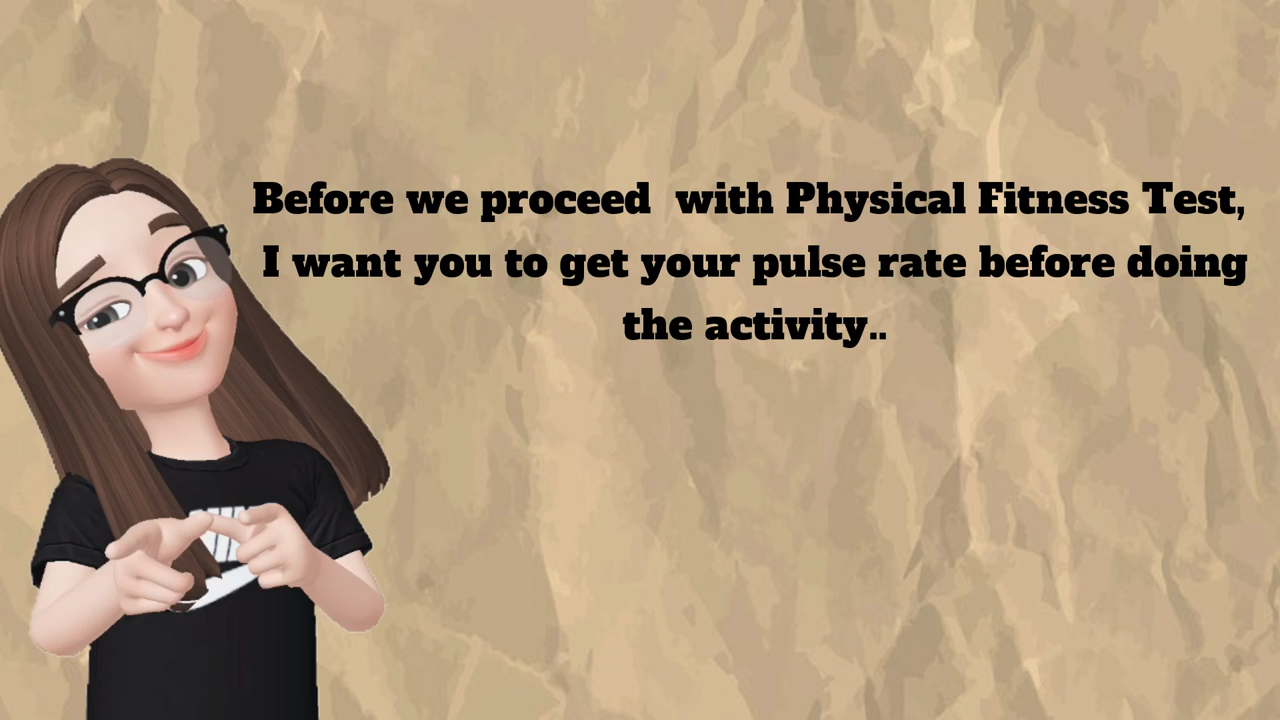 Before we proceed  with Physical Fitness Test,
I want you to get your pulse rate before doing
the activity..